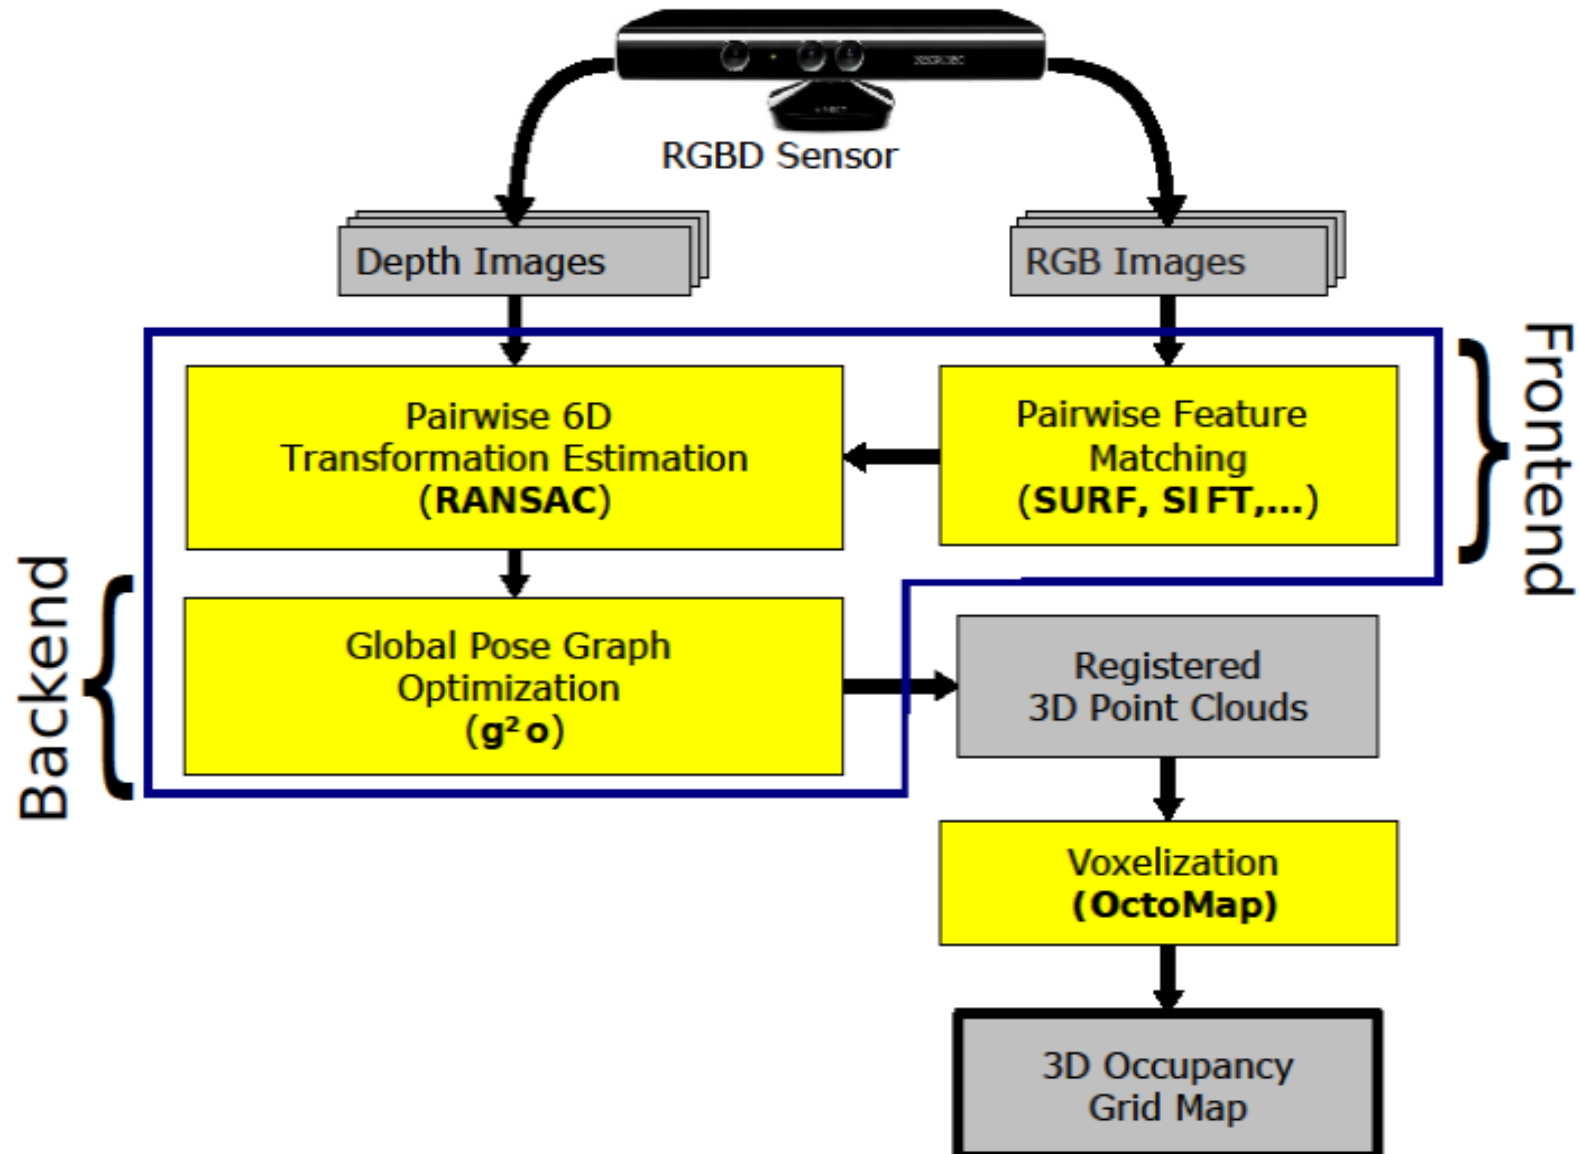 RGBD Sensor
Depth Images
RGB Images
Frontend
Pairwise 6D
Transformation Estimation
(RANSAC)
Pairwise Feature
Matching
(SURF, SIFT,...)
Backend
Global Pose Graph
Optimization
(g²o)
Registered
3D Point Clouds
Voxelization
(OctoMap)
3D Occupancy
Grid Map